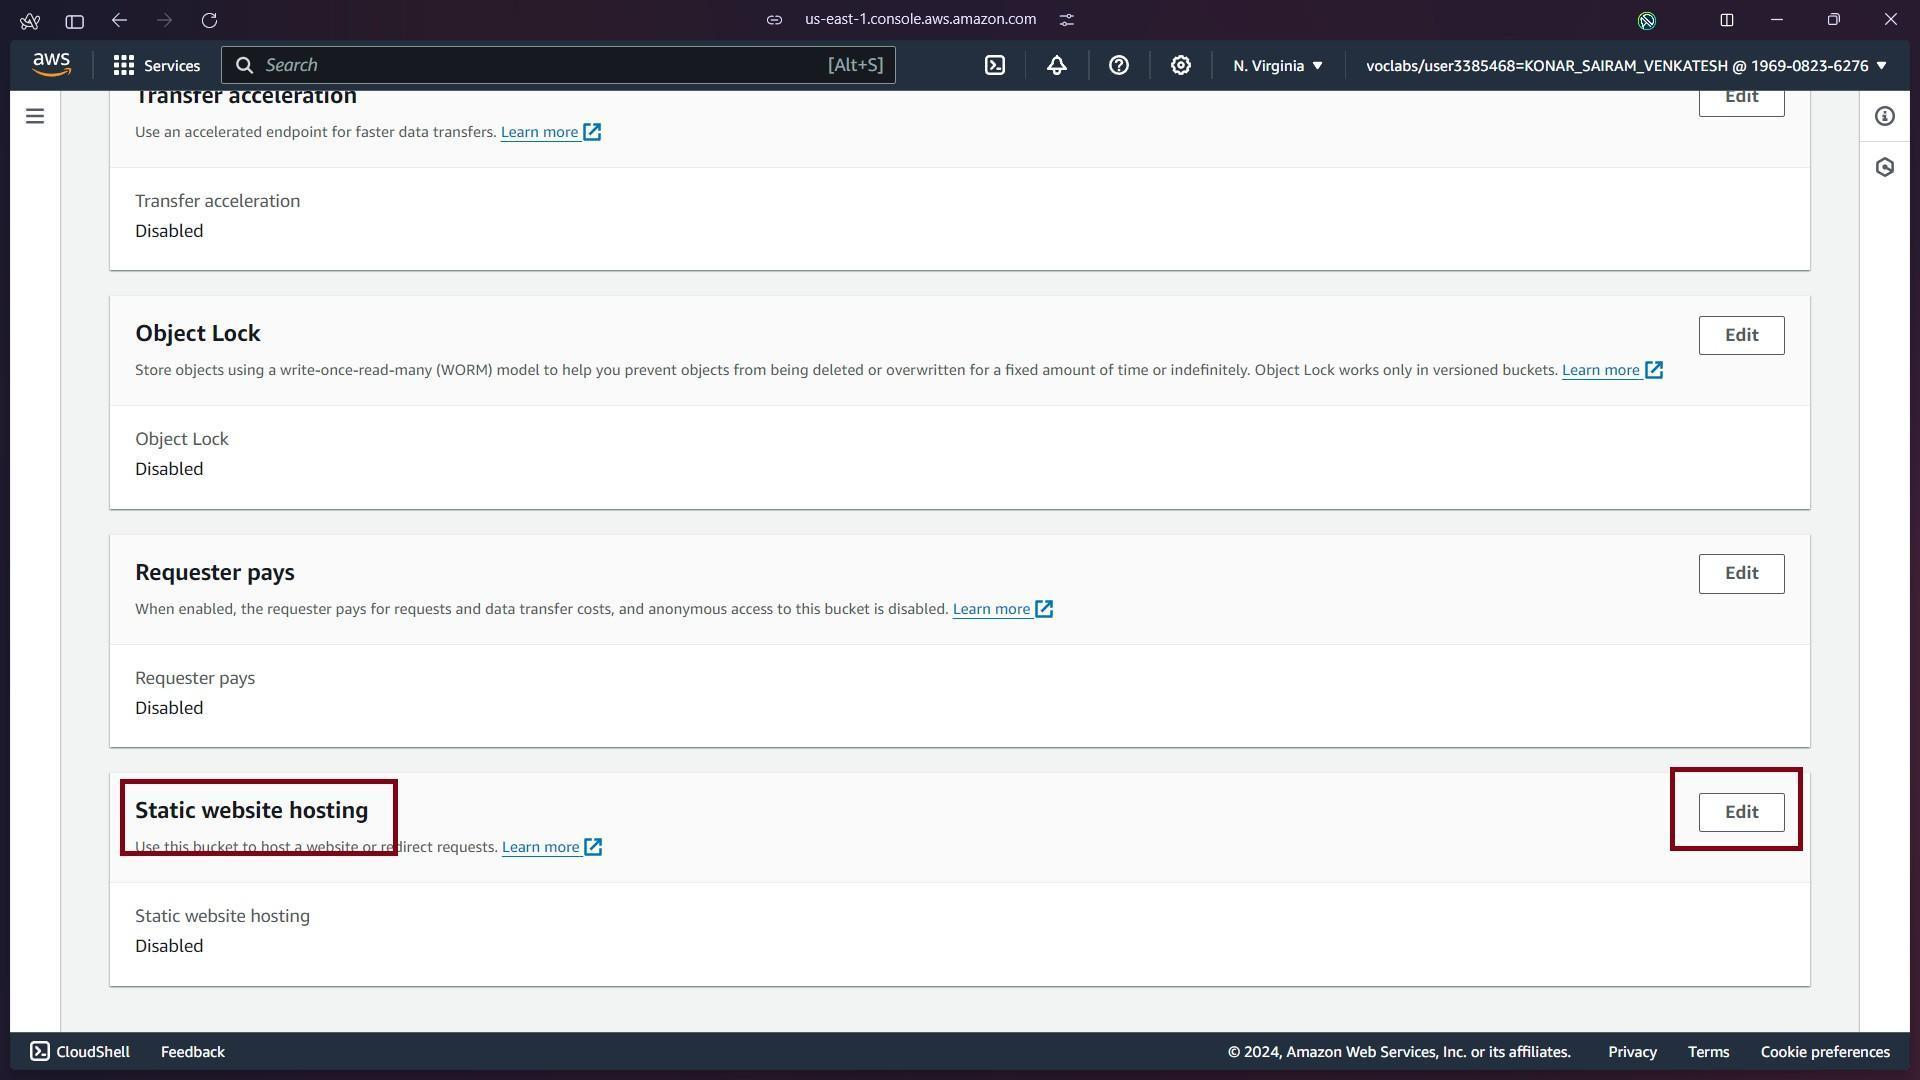 us-east-1.console.aws.amazon.com
aws
Services
Search
[Alt+S]
N. Virginia
voclabs/user3385468=KONAR_SAIRAM_VENKATESH @ 1969-0823-6276
Transfer acceleration
Edit
Use an accelerated endpoint for faster data transfers. Learn more
Transfer acceleration
Disabled
Object Lock
Edit
Store objects using a write-once-read-many (WORM) model to help you prevent objects from being deleted or overwritten for a fixed amount of time or indefinitely. Object Lock works only in versioned buckets. Learn more
Object Lock
Disabled
Requester pays
Edit
When enabled, the requester pays for requests and data transfer costs, and anonymous access to this bucket is disabled. Learn more
Requester pays
Disabled
Static website hosting
Edit
Use this bucket to host a website or redirect requests. Learn more
Static website hosting
Disabled
CloudShell
Feedback
© 2024, Amazon Web Services, Inc. or its affiliates.
Privacy
Terms
Cookie preferences